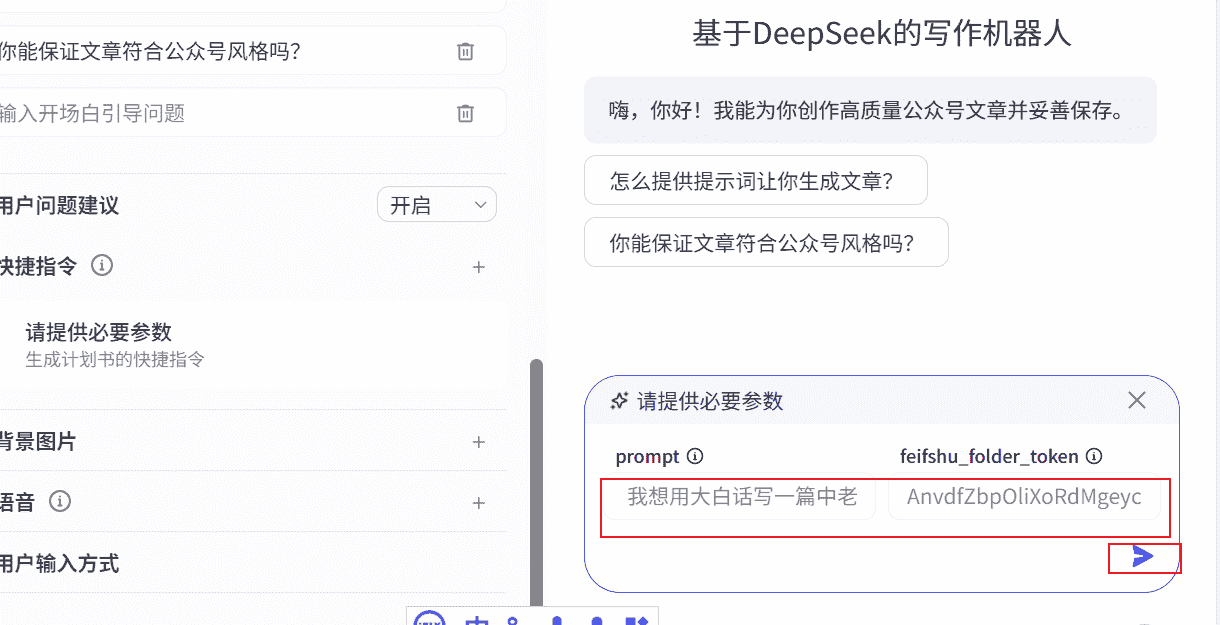 你能保证文章符合公众号风格吗？
输入开场白引导问题
用户问题建议
开启
快捷指令
请提供必要参数
生成计划书的快捷指令
背景图片
语音
用户输入方式
基于DeepSeek的写作机器人
嗨，你好！我能为你创作高质量公众号文章并妥善保存。
怎么提供提示词让你生成文章？
你能保证文章符合公众号风格吗？
请提供必要参数
prompt
feifshu_folder_token
我想用大白话写一篇中老
AnvdfZbpOliXoRdMgeyc